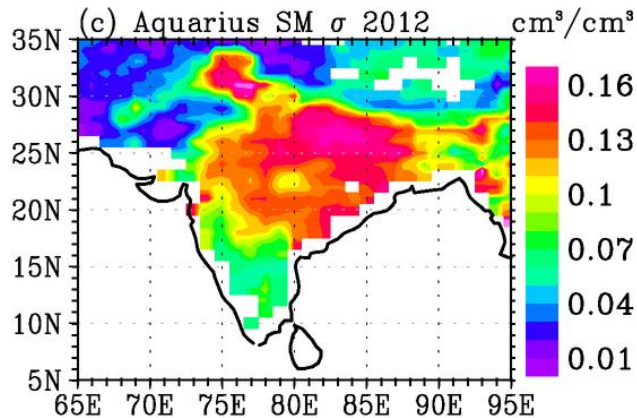 (c) Aquarius SM σ 2012 cm³/cm³
35N
30N
25N
20N
15N
10N
5N
65E 70E 75E 80E 85E 90E 95E
0.16
0.13
0.1
0.07
0.04
0.01